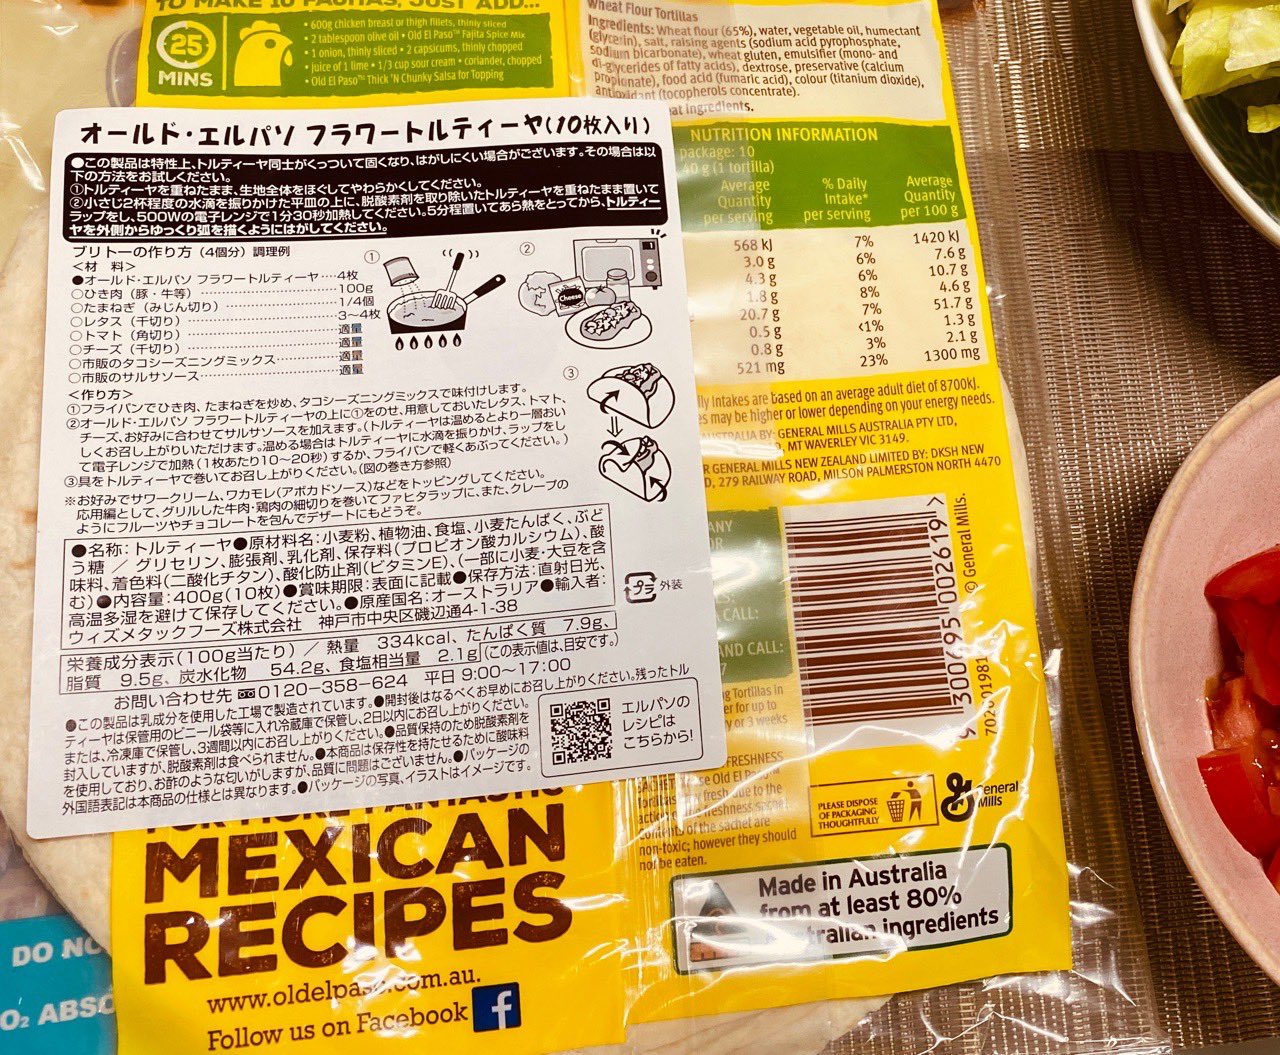 TO MAKE 10 FAJITAS, JUST ADD...
25
MINS
• 600g chicken breast or thigh fillets, thinly sliced
• 2 tablespoon olive oil • Old El Paso™ Fajita Spice Mix
• 1 onion, thinly sliced • 2 capsicums, thinly chopped
• juice of 1 lime • 1/3 cup sour cream • coriander, chopped
• Old El Paso™ Thick 'N Chunky Salsa for Topping
Wheat Flour Tortillas
Ingredients: Wheat flour (65%), water, vegetable oil, humectant
(glycerin), salt, raising agents (sodium acid pyrophosphate,
sodium bicarbonate), wheat gluten, emulsifier (mono- and
di-glycerides of fatty acids), dextrose, preservative (calcium
propionate), food acid (fumaric acid), colour (titanium dioxide),
antioxidant (tocopherols concentrate).
ingredients.
オールド・エルパソ フラワートルティーヤ(10枚入り)
●この製品は特性上、トルティーヤ同士がくっついて固くなり、はがしにくい場合がございます。その場合は以
下の方法をお試しください。
①トルティーヤを重ねたまま、生地全体をほぐしてやわらかくしてください。
②小さじ2杯程度の水滴を振りかけた平皿の上に、脱酸素剤を取り除いたトルティーヤを重ねたまま置いて
ラップをし、500Wの電子レンジで1分30秒加熱してください。5分程置いてあら熱をとってから、トルティー
ヤを外側からゆっくり弧を描くようにはがしてください。
ブリトーの作り方（4個分）調理例
<材　料>
●オールド・エルパソ フラワートルティーヤ……4枚
○ひき肉（豚・牛等）……100g
○たまねぎ（みじん切り）……1/4個
○レタス（千切り）……3〜4枚
○トマト（角切り）……適量
○チーズ（千切り）……適量
○市販のタコシーズニングミックス……適量
○市販のサルサソース……適量
①
②
Cheese
③
<作り方>
①フライパンでひき肉、たまねぎを炒め、タコシーズニングミックスで味付けします。
②オールド・エルパソ フラワートルティーヤの上に①をのせ、用意しておいたレタス、トマト、
チーズ、お好みに合わせてサルサソースを加えます。(トルティーヤは温めるとより一層おい
しくお召し上がりいただけます。温める場合はトルティーヤに水滴を振りかけ、ラップをし
て電子レンジで加熱(1枚あたり10〜20秒)するか、フライパンで軽くあぶってください。)
③具をトルティーヤで巻いてお召し上がりください。(図の巻き方参照)
※お好みでサワークリーム、ワカモレ(アボカドソース)などをトッピングしてください。
応用編として、グリルした牛肉・鶏肉の細切りを巻いてファヒタラップに、また、クレープの
ようにフルーツやチョコレートを包んでデザートにもどうぞ。
●名称：トルティーヤ●原材料名：小麦粉、植物油、食塩、小麦たんぱく、ぶど
う糖 ／ グリセリン、膨張剤、乳化剤、保存料(プロピオン酸カルシウム)、酸
味料、着色料(二酸化チタン)、酸化防止剤(ビタミンE)、(一部に小麦・大豆を含
む)●内容量：400g(10枚)●賞味期限：表面に記載●保存方法：直射日光、
高温多湿を避けて保存してください。●原産国名：オーストラリア●輸入者：
ウィズメタックフーズ株式会社　神戸市中央区磯辺通4-1-38
プラ 外装
栄養成分表示(100g当たり) ／ 熱量　334kcal、たんぱく質　7.9g、
脂質　9.5g、炭水化物　54.2g、食塩相当量　2.1g (この表示値は、目安です。)
お問い合わせ先 0120−358−624　平日 9:00〜17:00
●この製品は乳成分を使用した工場で製造されています。●開封後はなるべくお早めにお召し上がりください。残ったトル
ティーヤは保管用のビニール袋等に入れ冷蔵庫で保管し、2日以内にお召し上がりください。
または、冷凍庫で保管し、3週間以内にお召し上がりください。●品質保持のため脱酸素剤を
封入していますが、脱酸素剤は食べられません。●本商品は保存性を持たせるために酸味料
を使用しており、お酢のような匂いがしますが、品質に問題はございません。●パッケージの
外国語表記は本商品の仕様とは異なります。●パッケージの写真、イラストはイメージです。
エルパソの
レシピは
こちらから!
NUTRITION INFORMATION
package: 10
40 g (1 tortilla)
Average Quantity per serving
% Daily Intake* per serving
Average Quantity per 100 g
568 kJ 7% 1420 kJ
3.0 g 6% 7.6 g
4.3 g 6% 10.7 g
1.8 g 8% 4.6 g
20.7 g 7% 51.7 g
0.5 g <1% 1.3 g
0.8 g 3% 2.1 g
521 mg 23% 1300 mg
Intakes are based on an average adult diet of 8700kJ.
may be higher or lower depending on your energy needs.
AUSTRALIA BY: GENERAL MILLS AUSTRALIA PTY LTD,
MT WAVERLEY VIC 3149.
GENERAL MILLS NEW ZEALAND LIMITED BY: DKSH NEW
279 RAILWAY ROAD, MILSON PALMERSTON NORTH 4470
CALL:
AND CALL:
9 300695 002619 >
© General Mills.
Tortillas in
or 3 weeks
FRESHNESS
SACHET
Old El Paso
fresh due to the
freshness sachet.
contents of the sachet are
non-toxic; however they should
not be eaten.
PLEASE DISPOSE
OF PACKAGING
THOUGHTFULLY
General
Mills
Made in Australia
from at least 80%
Australian ingredients
MEXICAN
RECIPES
www.oldelpaso.com.au.
Follow us on Facebook
f
DO NO
O₂ ABSO